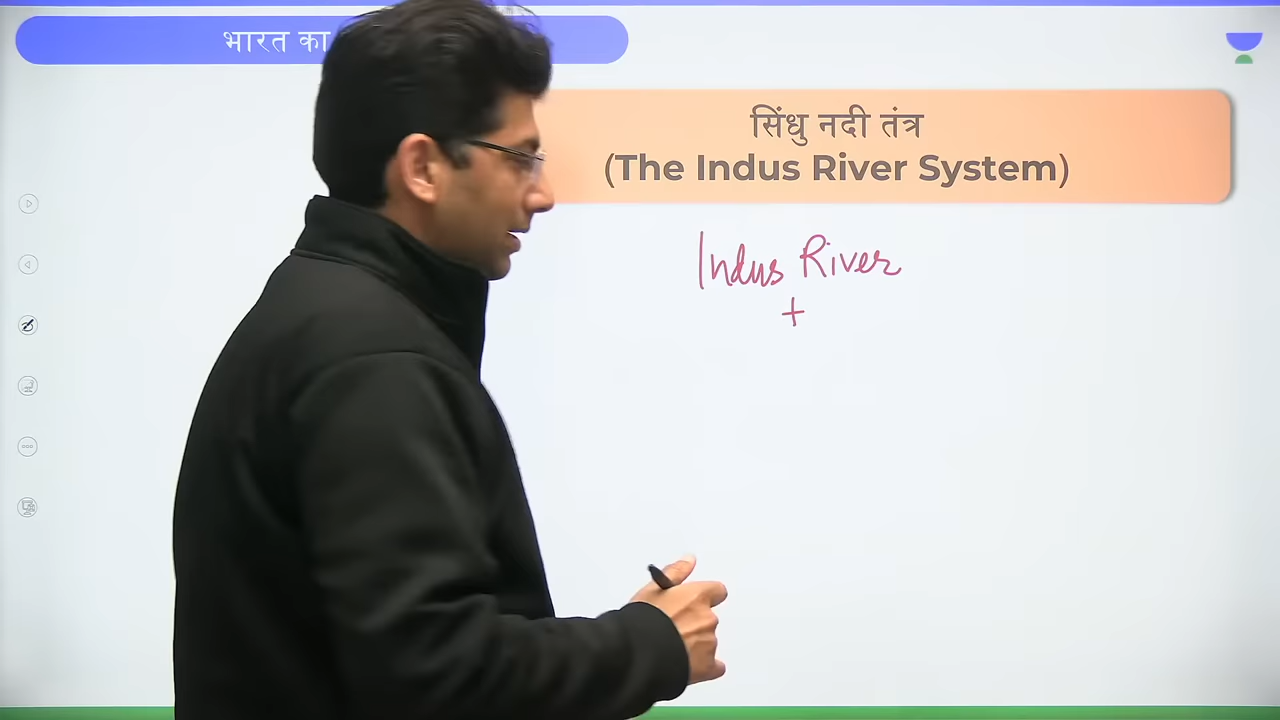 भारत का
सिंधु नदी तंत्र
(The Indus River System)
Indus River
+